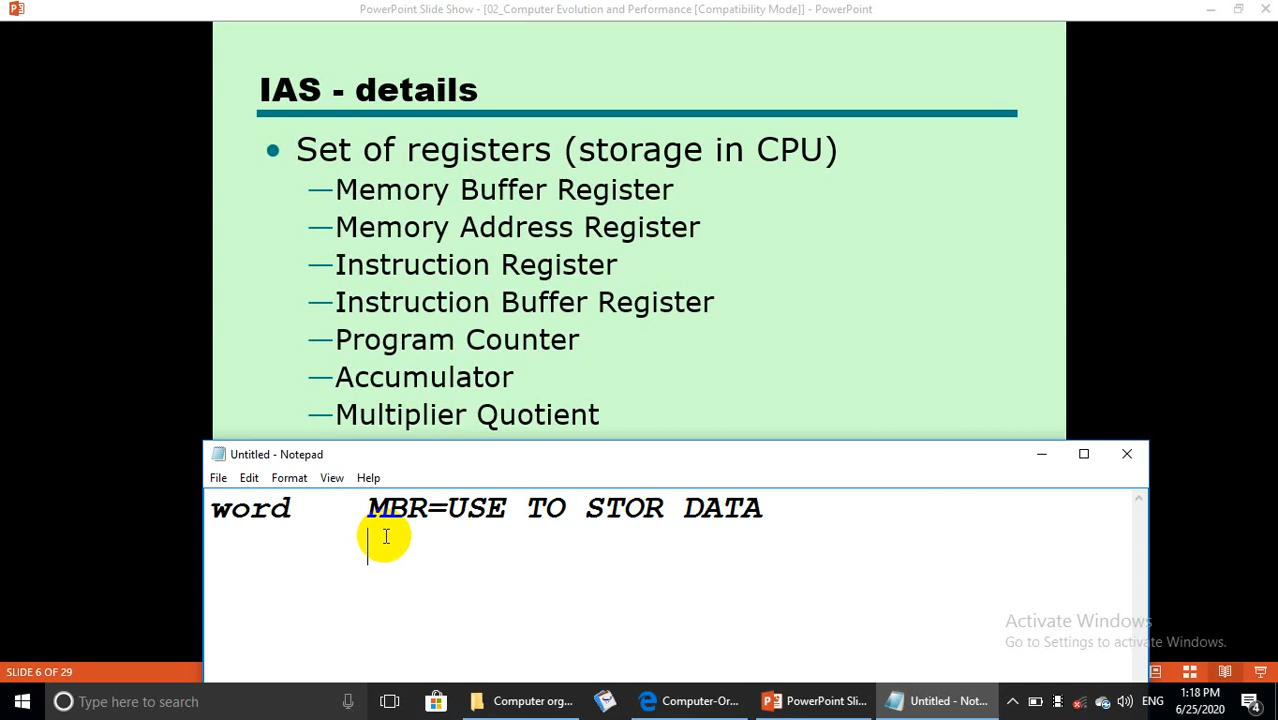 PowerPoint Slide Show - [02_Computer Evolution and Performance [Compatibility Mode]] - PowerPoint
IAS - details
• Set of registers (storage in CPU)
—Memory Buffer Register
—Memory Address Register
—Instruction Register
—Instruction Buffer Register
—Program Counter
—Accumulator
—Multiplier Quotient
Untitled - Notepad
File Edit Format View Help
word MBR=USE TO STOR DATA
Activate Windows
Go to Settings to activate Windows.
SLIDE 6 OF 29
Type here to search
Computer org...
Computer-Or...
PowerPoint Sli...
Untitled - Not...
ENG
1:18 PM
6/25/2020
4